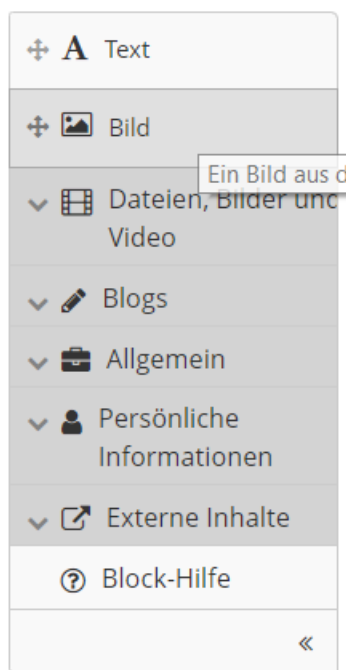 Text
Bild
Ein Bild aus
Dateien, Bilder und
Video
Blogs
Allgemein
Persönliche
Informationen
Externe Inhalte
Block-Hilfe
«